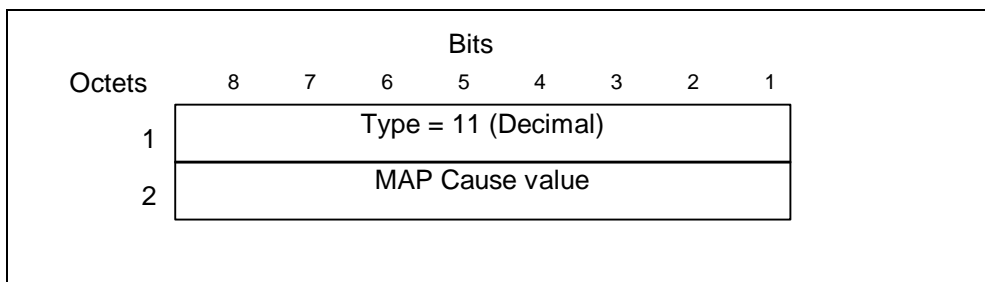 Bits
Octets 8 7 6 5 4 3 2 1
1 Type = 11 (Decimal)
2 MAP Cause value